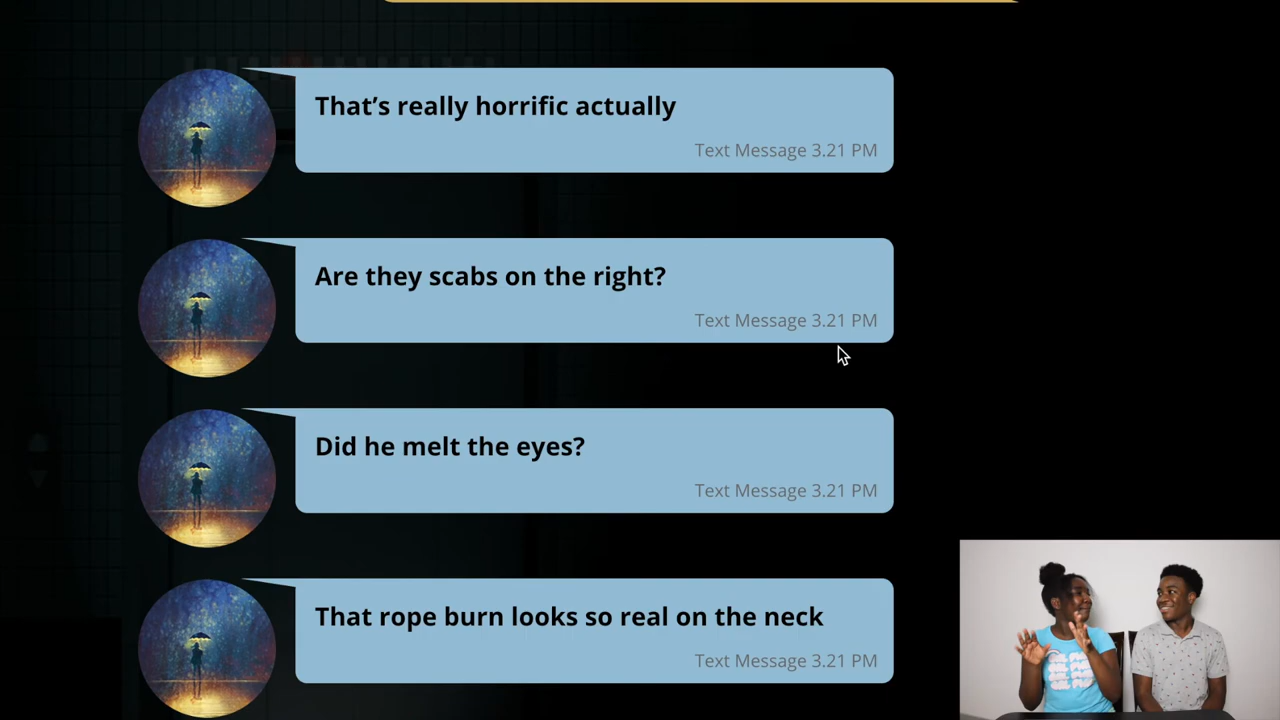 That’s really horrific actually
Text Message 3.21 PM
Are they scabs on the right?
Text Message 3.21 PM
Did he melt the eyes?
Text Message 3.21 PM
That rope burn looks so real on the neck
Text Message 3.21 PM